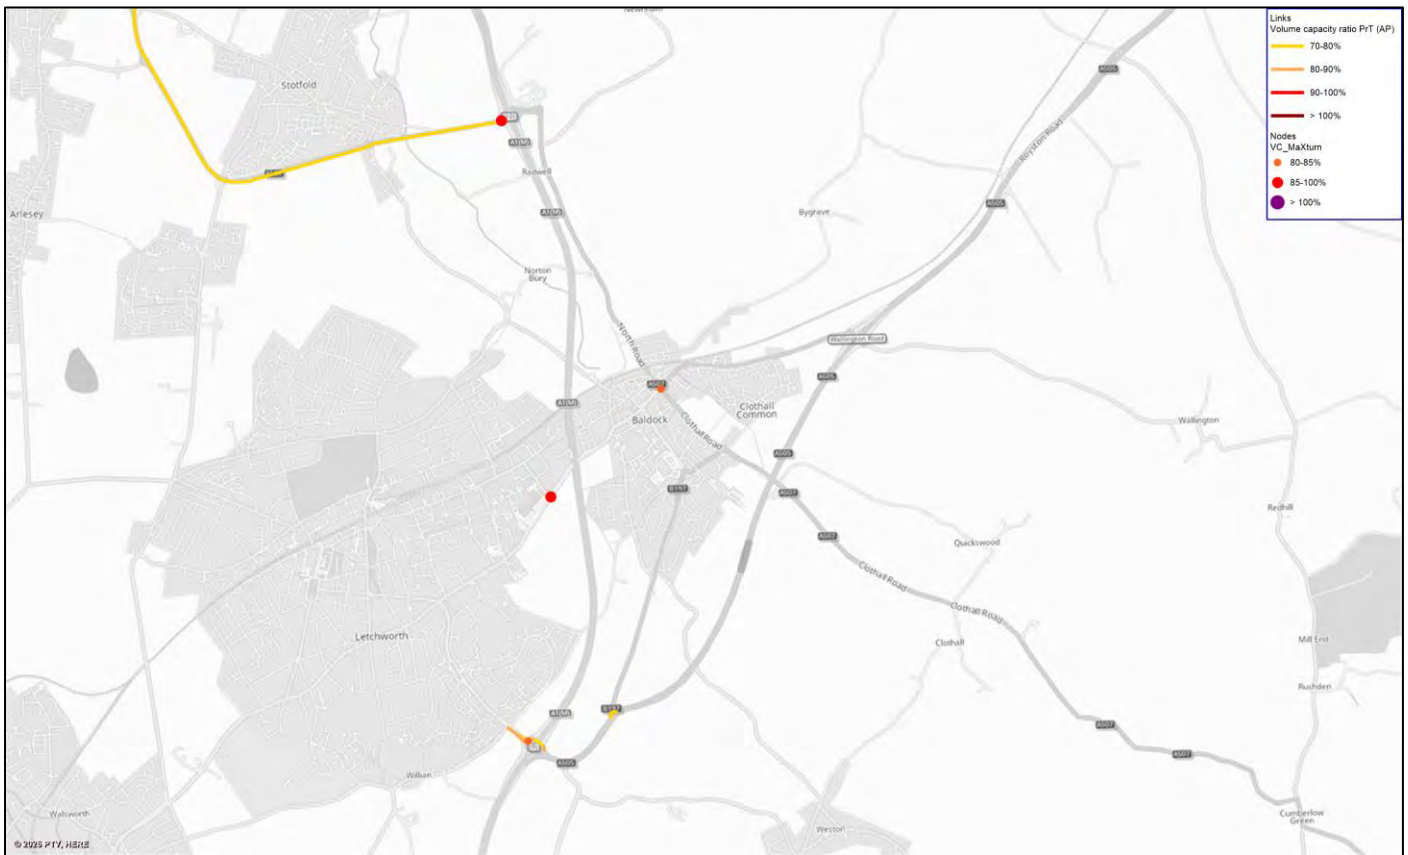 Links
Volume capacity ratio PrT (AP)
70-80%
80-90%
90-100%
> 100%
Nodes
VC_MaXturn
80-85%
85-100%
> 100%
A505
Stotfold
A1(M)
Royston Road
Radwell
A507
A505
Arlesey
A1(M)
Bygrave
Norton
Bury
North Road
Wallington Road
A505
A507
A1(M)
Clothall
Common
Baldock
Clothall Road
Wallington
A505
B197
A507
Redhill
A507
Quickswood
Clothall Road
Clothall Road
Letchworth
Clothall
Mill End
Rushden
B197
A1(M)
A507
A507
A505
Willian
Walsworth
Weston
Cumberlow
Green
© 2025 PTV, HERE